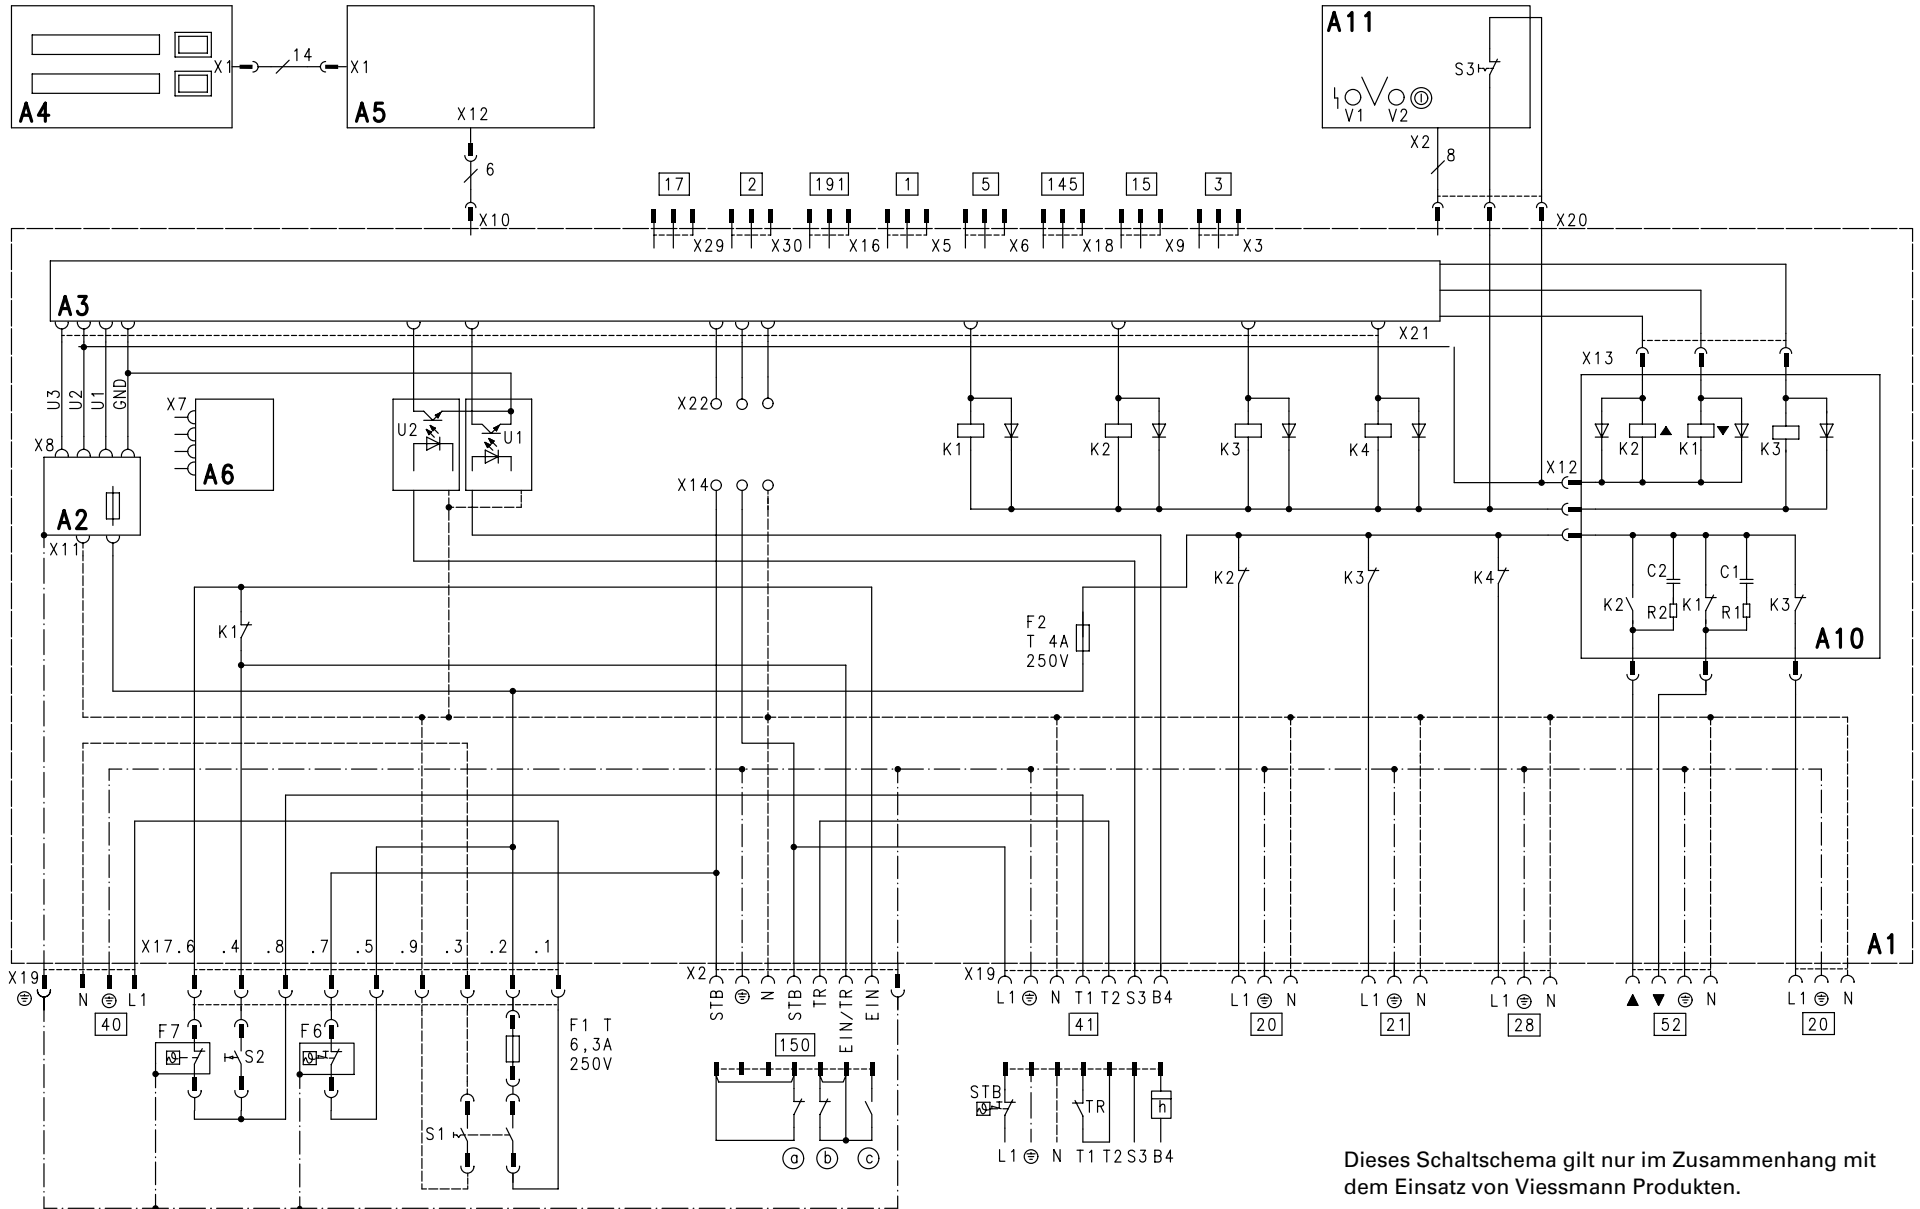 X1
14
X1
A4
A5
X12
6
X10
A11
S3
V1 V2
X2
8
X20
17 2 191 1 5 145 15 3
X29 X30 X16 X5 X6 X18 X9 X3
A3
X21
X13
U3 U2 U1 GND
X7
A6
X8
A2
X11
U2
U1
X22
X14
K1
K2
K3
K4
X12
K2 ▲
K1 ▼
K3
K1
F2
T 4A
250V
K2
K3
K4
C2
C1
K2
R2
K1
R1
K3
A10
A1
X17.6 .4 .8 .7 .5 .9 .3 .2 .1
X19
N
L1
40
F7
S2
F6
F1 T
6,3A
250V
S1
X2
STB
N
STB
TR
EIN/TR
EIN
150
a b c
X19
L1 N T1 T2 S3 B4
41
STB
TR
h
L1 N T1 T2 S3 B4
L1 N
20
L1 N
21
L1 N
28
▲ ▼ N
52
L1 N
20
Dieses Schaltschema gilt nur im Zusammenhang mit
dem Einsatz von Viessmann Produkten.